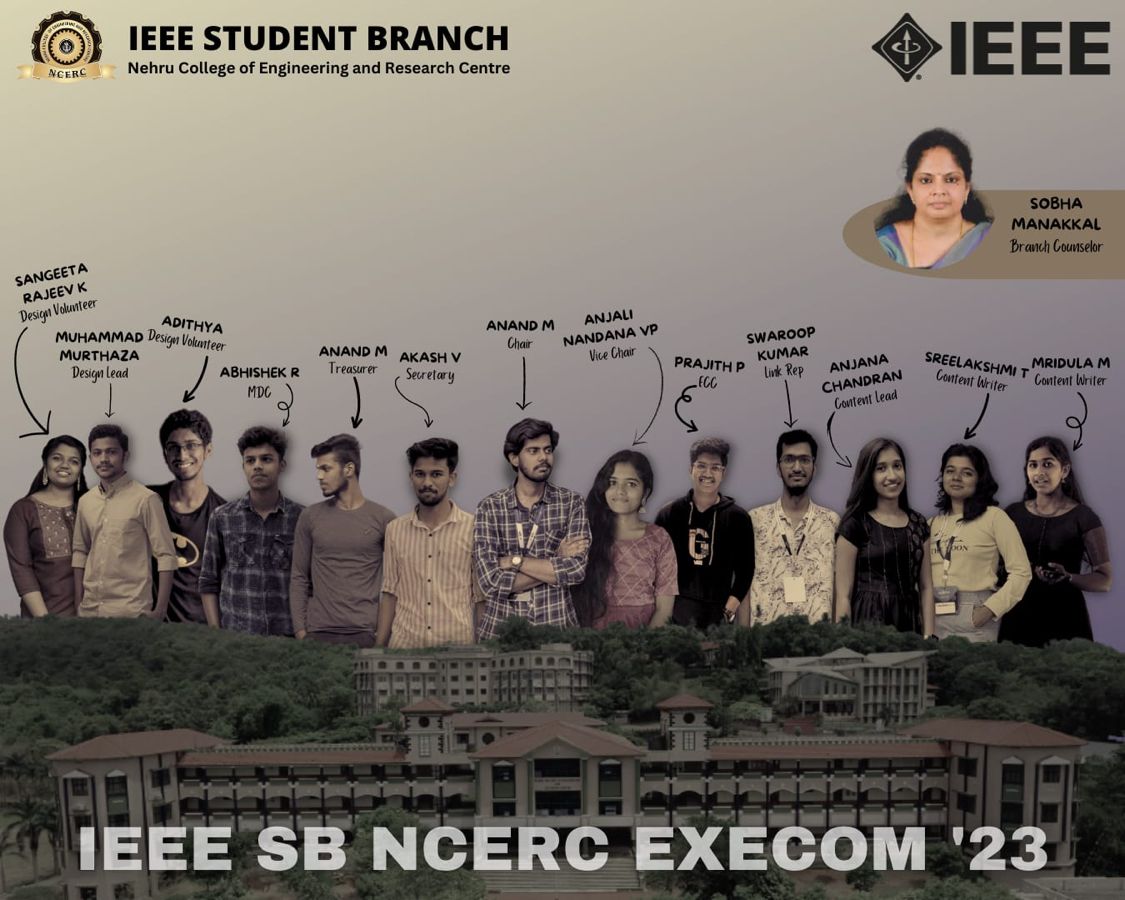 IEEE STUDENT BRANCH
Nehru College of Engineering and Research Centre
NCERC
IEEE
SOBHA
MANAKKAL
Branch Counselor
SANGEETA
RAJEEV K
Design Volunteer
MUHAMMAD
MURTHAZA
Design Lead
ADITHYA
Design Volunteer
ABHISHEK R
MDC
ANAND M
Treasurer
AKASH V
Secretary
ANAND M
Chair
ANJALI
NANDANA VP
Vice Chair
PRAJITH P
ECC
SWAROOP
KUMAR
Link Rep
ANJANA
CHANDRAN
Content Lead
SREELAKSHMI T
Content Writer
MRIDULA M
Content Writer
IEEE SB NCERC EXECOM '23